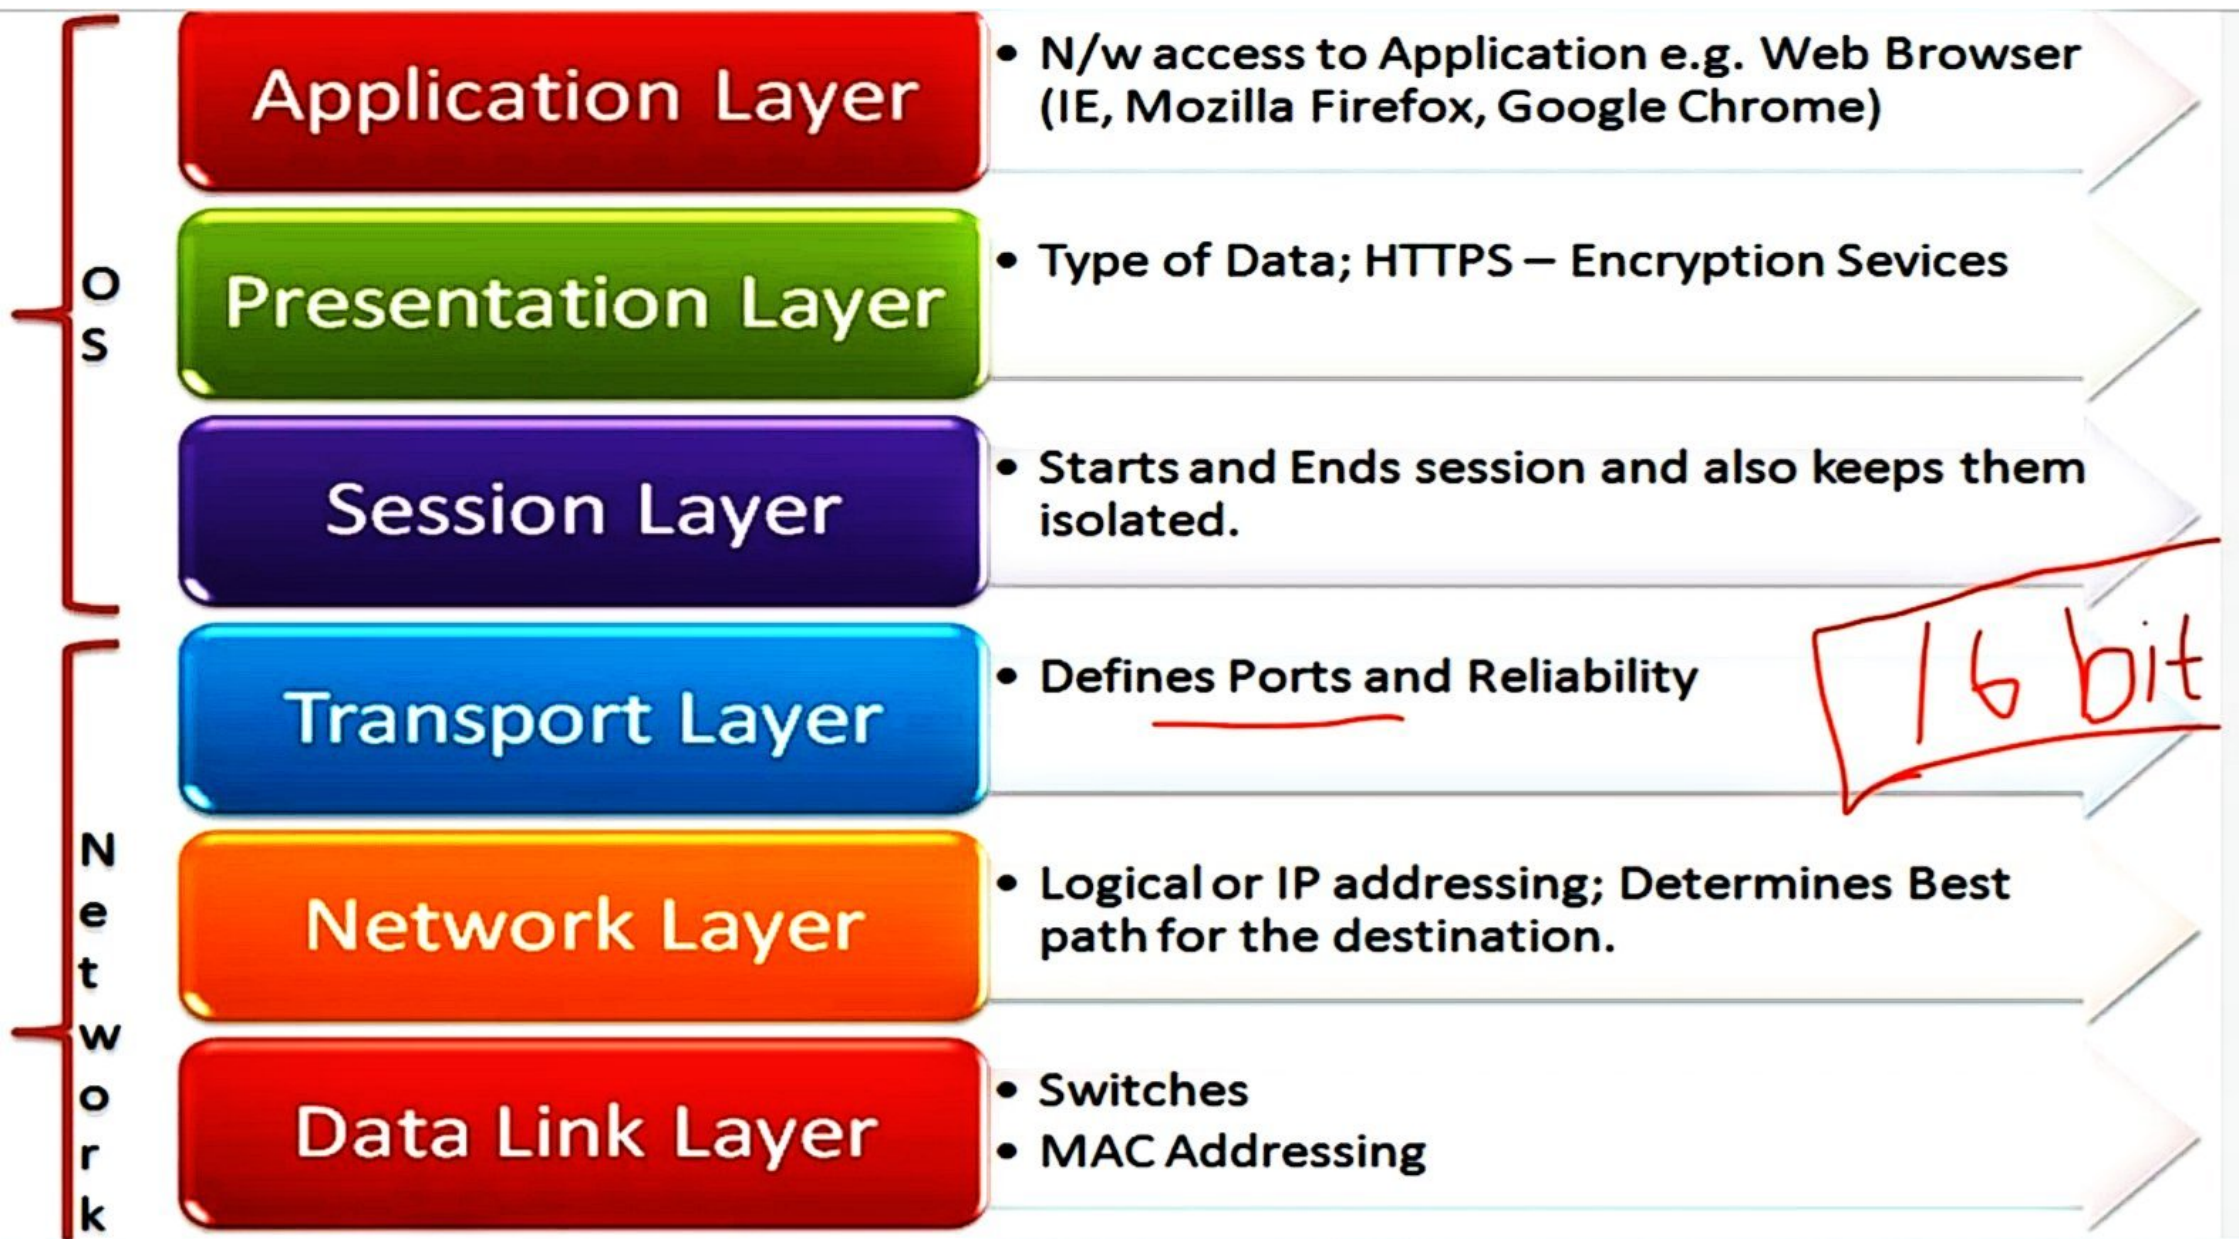 Application Layer
• N/w access to Application e.g. Web Browser
(IE, Mozilla Firefox, Google Chrome)
OS
Presentation Layer
• Type of Data; HTTPS – Encryption Sevices
Session Layer
• Starts and Ends session and also keeps them
isolated.
Transport Layer
• Defines Ports and Reliability
16 bit
Network
Network Layer
• Logical or IP addressing; Determines Best
path for the destination.
Data Link Layer
• Switches
• MAC Addressing